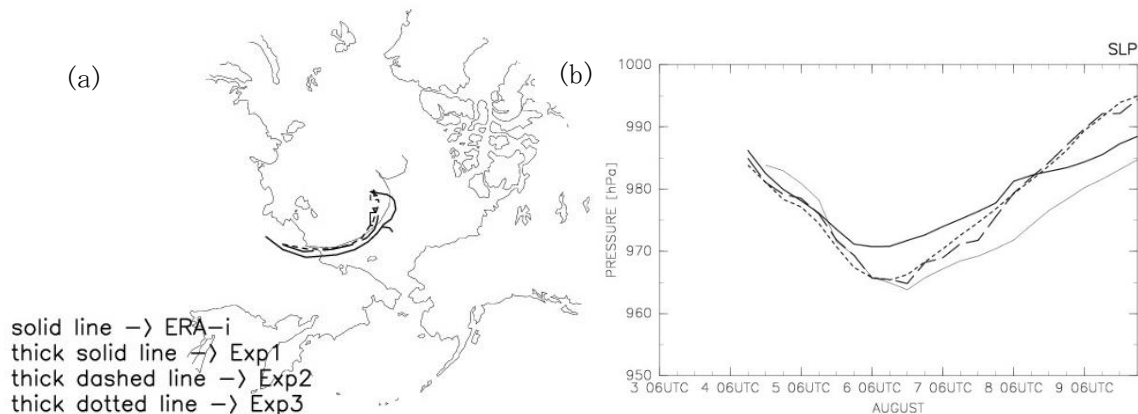 (a)
solid line -> ERA-i
thick solid line -> Exp1
thick dashed line -> Exp2
thick dotted line -> Exp3
(b)
SLP
PRESSURE [hPa]
1000
990
980
970
960
950
3 06UTC 4 06UTC 5 06UTC 6 06UTC 7 06UTC 8 06UTC 9 06UTC
AUGUST